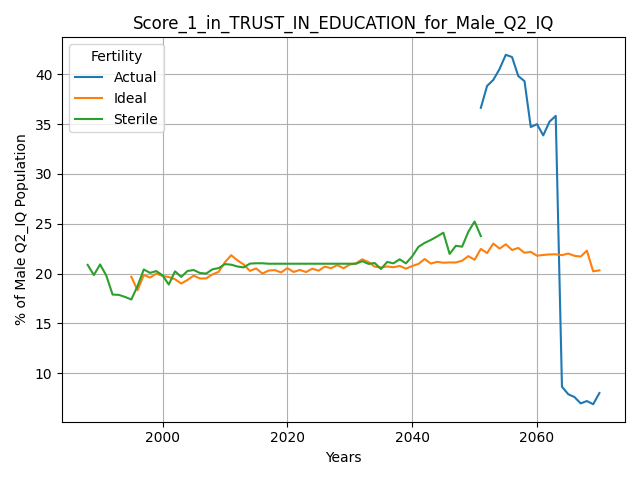 Score_1_in_TRUST_IN_EDUCATION_for_Male_Q2_IQ
Fertility
Actual
Ideal
Sterile
% of Male Q2_IQ Population
40
35
30
25
20
15
10
2000
2020
2040
2060
Years